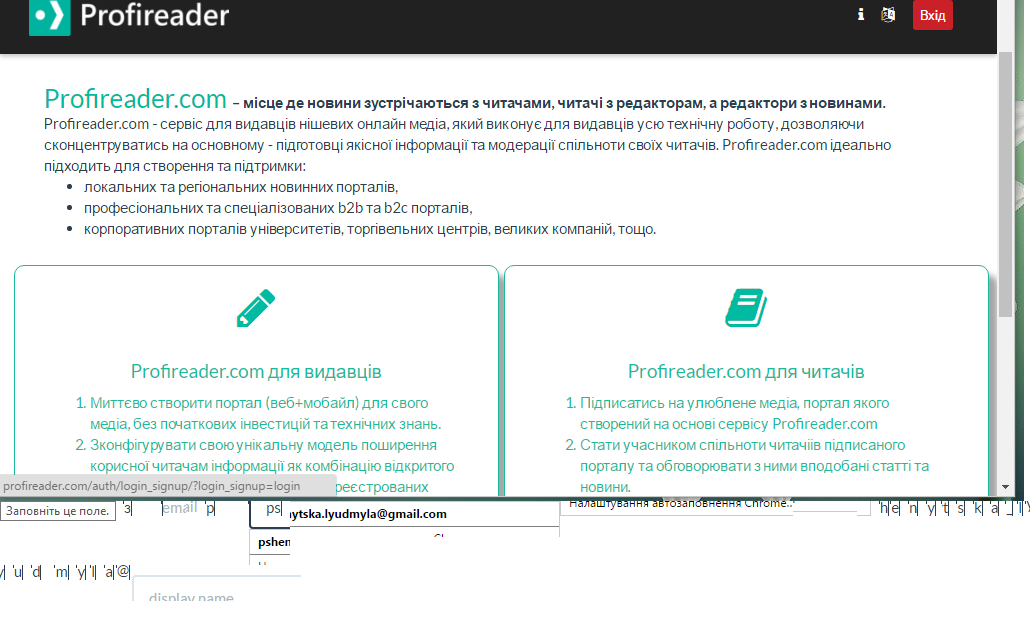 Profireader
Вхід
Profireader.com – місце де новини зустрічаються з читачами, читачі з редакторам, а редактори з новинами.
Profireader.com - сервіс для видавців нішевих онлайн медіа, який виконує для видавців усю технічну роботу, дозволяючи
сконцентруватись на основному - підготовці якісної інформації та модерації спільноти своїх читачів. Profireader.com ідеально
підходить для створення та підтримки:
локальних та регіональних новинних порталів,
професіональних та спеціалізованих b2b та b2c порталів,
корпоративних порталів університетів, торгівельних центрів, великих компаній, тощо.
Profireader.com для видавців
1. Миттєво створити портал (веб+мобайл) для свого
медіа, без початкових інвестицій та технічних знань.
2. Зконфігурувати свою унікальну модель поширення
корисної читачам інформації як комбінацію відкритого
реєстрованих
Profireader.com для читачів
1. Підписатись на улюблене медіа, портал якого
створений на основі сервісу Profireader.com
2. Стати учасником спільноти читачіїв підписаного
порталу та обговорювати з ними вподобані статті та
новини.
profireader.com/auth/login_signup/?login_signup=login
Заповніть це поле. 'з| email 'p| ps| ytska.lyudmyla@gmail.com Налаштування автозаповнення Chrome.. 'h| 'e| 'n| 'y| 't| 's| 'k| 'a| '_| 'l|
pshen
y| 'u| 'd| 'm| 'y| 'l| 'a| '@|
display name